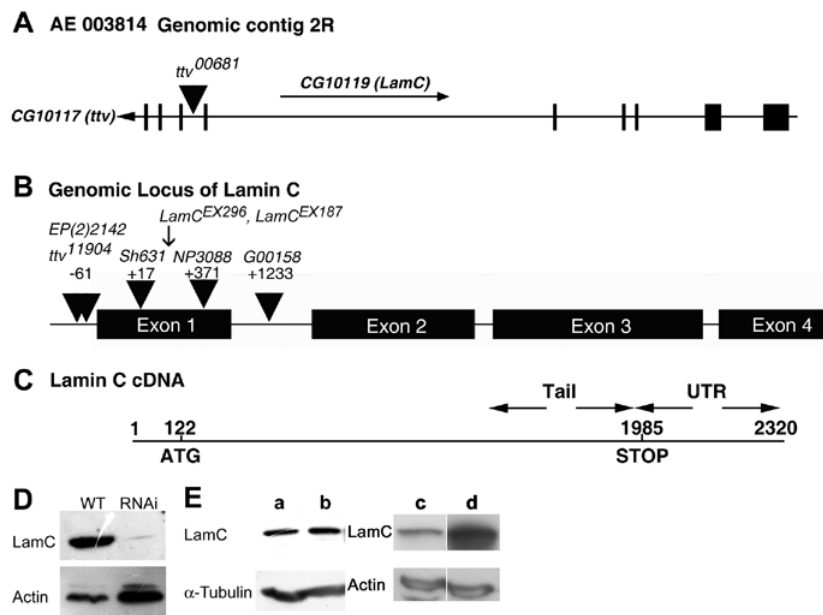 A AE 003814 Genomic contig 2R
ttv00681
CG10119 (LamC)
CG10117 (ttv)
B Genomic Locus of Lamin C
LamCEX296, LamCEX187
EP(2)2142
ttv11904 Sh631 NP3088 G00158
-61 +17 +371 +1233
Exon 1 Exon 2 Exon 3 Exon 4
C Lamin C cDNA
Tail UTR
1 122 1985 2320
ATG STOP
D WT RNAi E a b c d
LamC LamC LamC
Actin α-Tubulin Actin